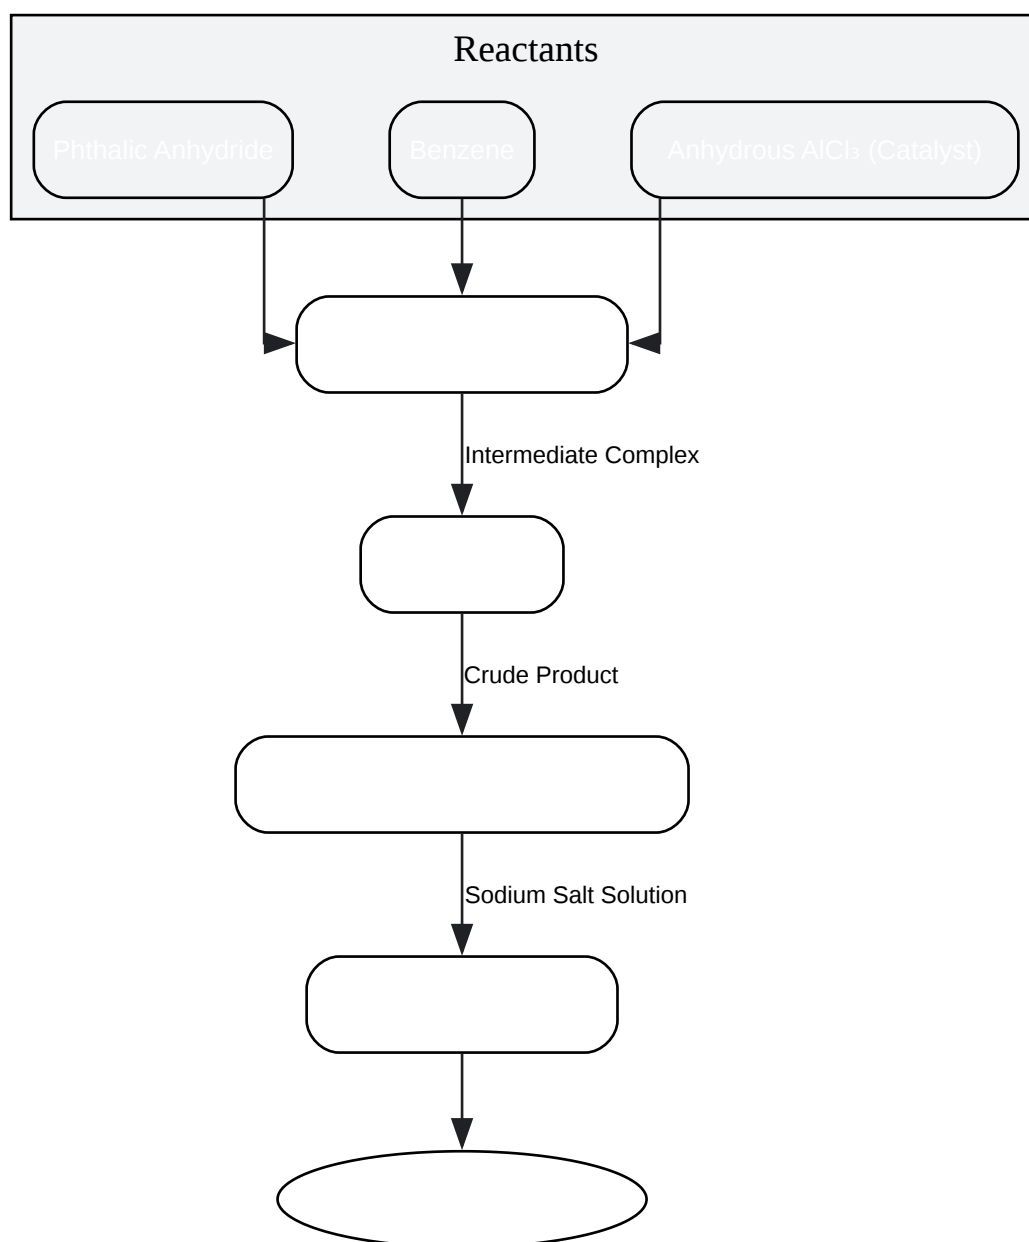 Reactants
Phthalic Anhydride
Benzene
Anhydrous AlCl₃ (Catalyst)
Intermediate Complex
Crude Product
Sodium Salt Solution